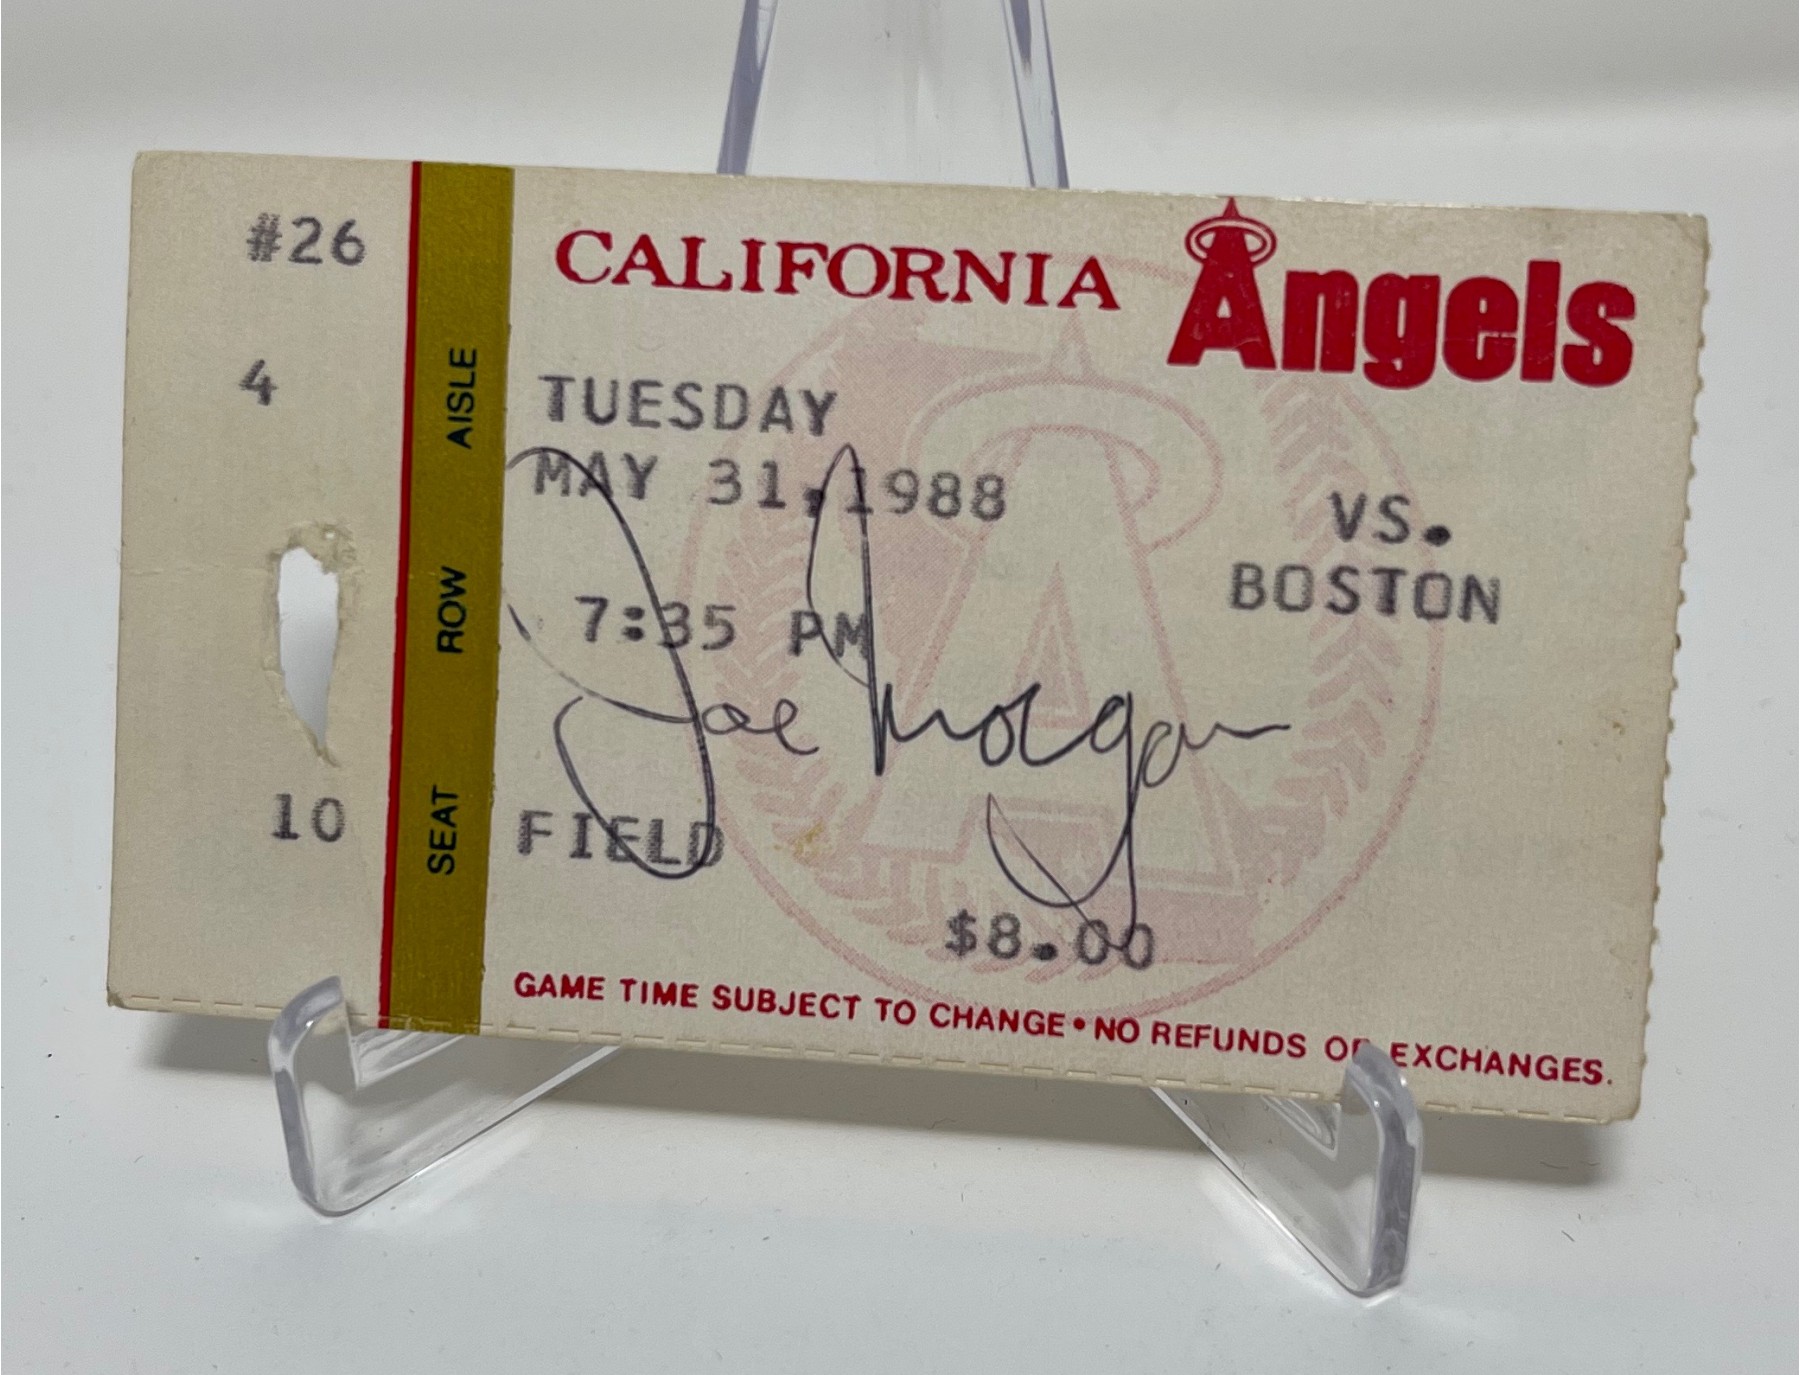 #26
CALIFORNIA Angels
4
AISLE
TUESDAY
MAY 31,1988
VS.
BOSTON
ROW
7:35 PM
Joe Morgan
10
SEAT
FIELD
$8.00
GAME TIME SUBJECT TO CHANGE • NO REFUNDS OR EXCHANGES.